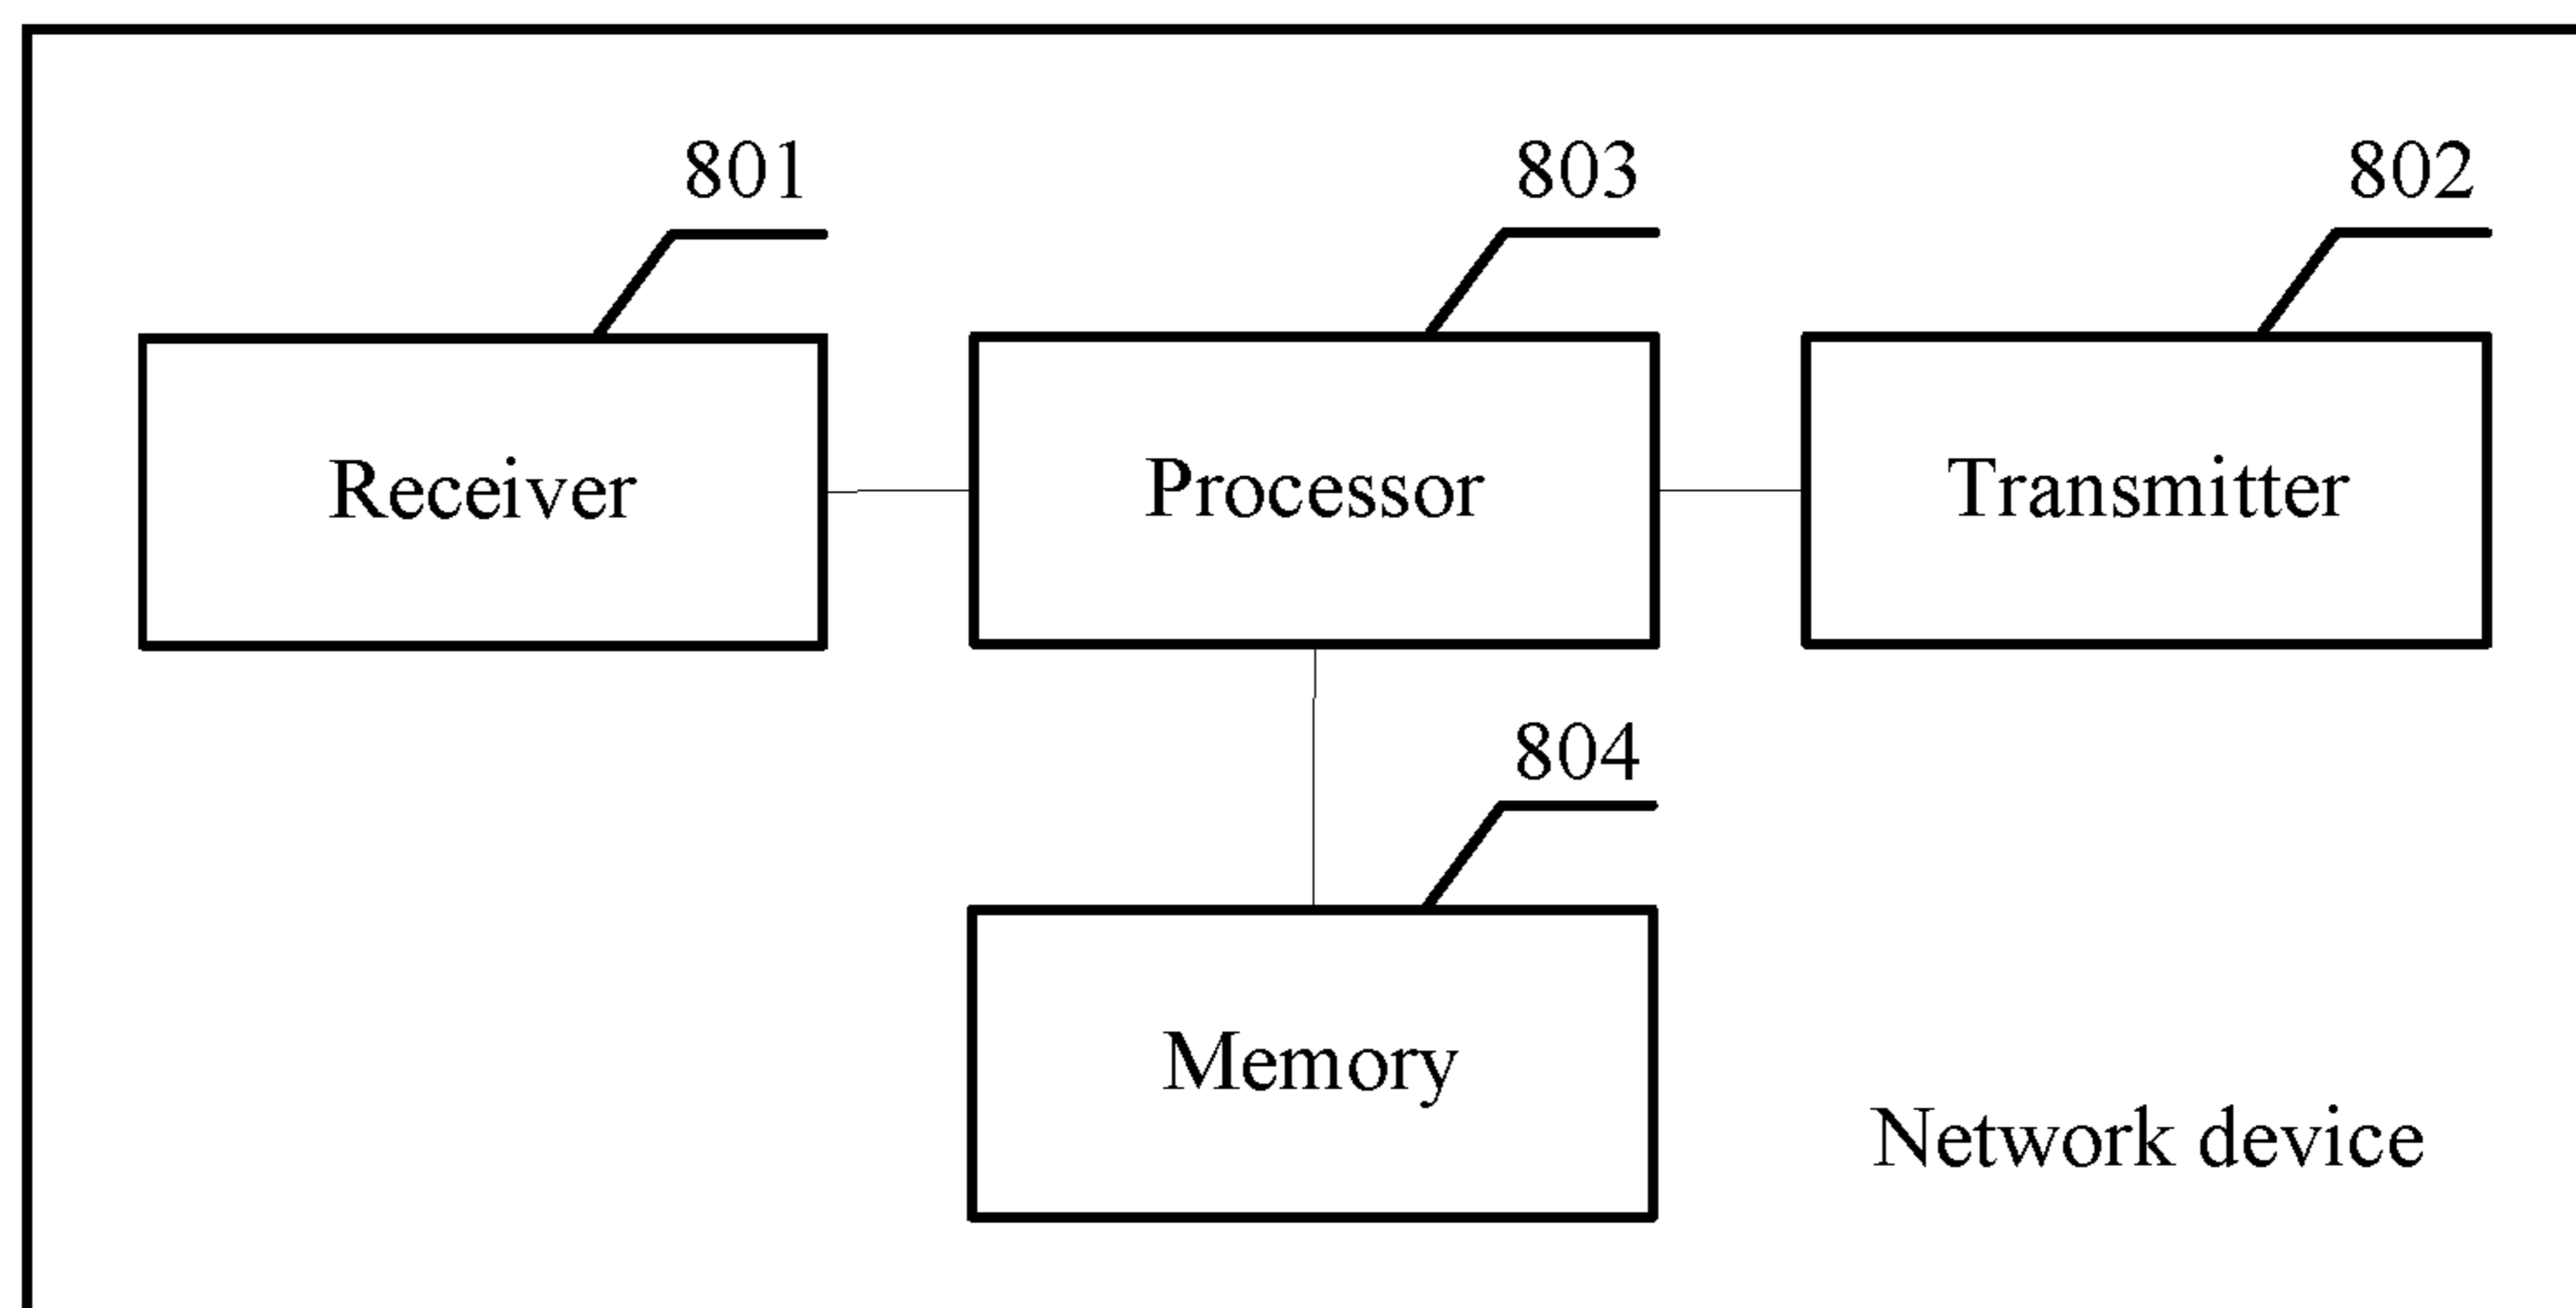 801
803
802
Receiver
Processor
Transmitter
804
Memory
Network device